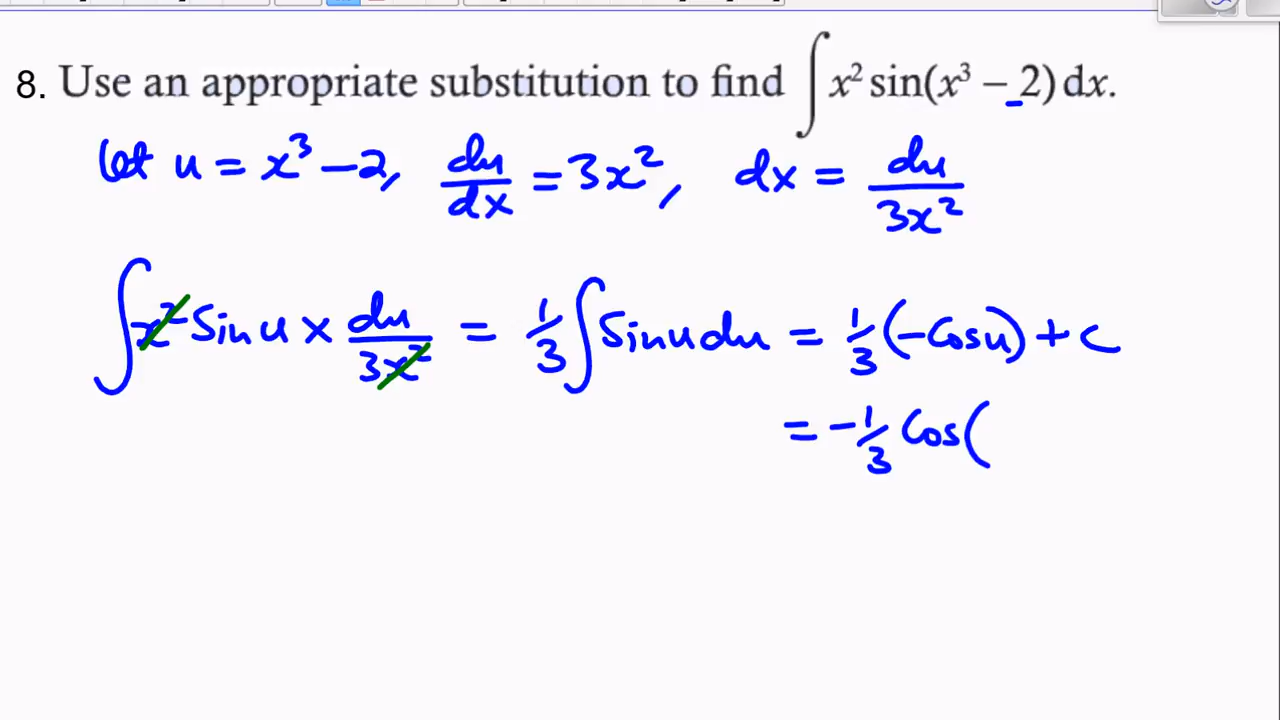 8. Use an appropriate substitution to find ∫ x² sin(x³ − 2) dx.
let u = x³ − 2, du/dx = 3x², dx = du/3x²
∫ x² Sin u × du/3x² = 1/3 ∫ Sin u du = 1/3 (−Cos u) + c
= −1/3 Cos(